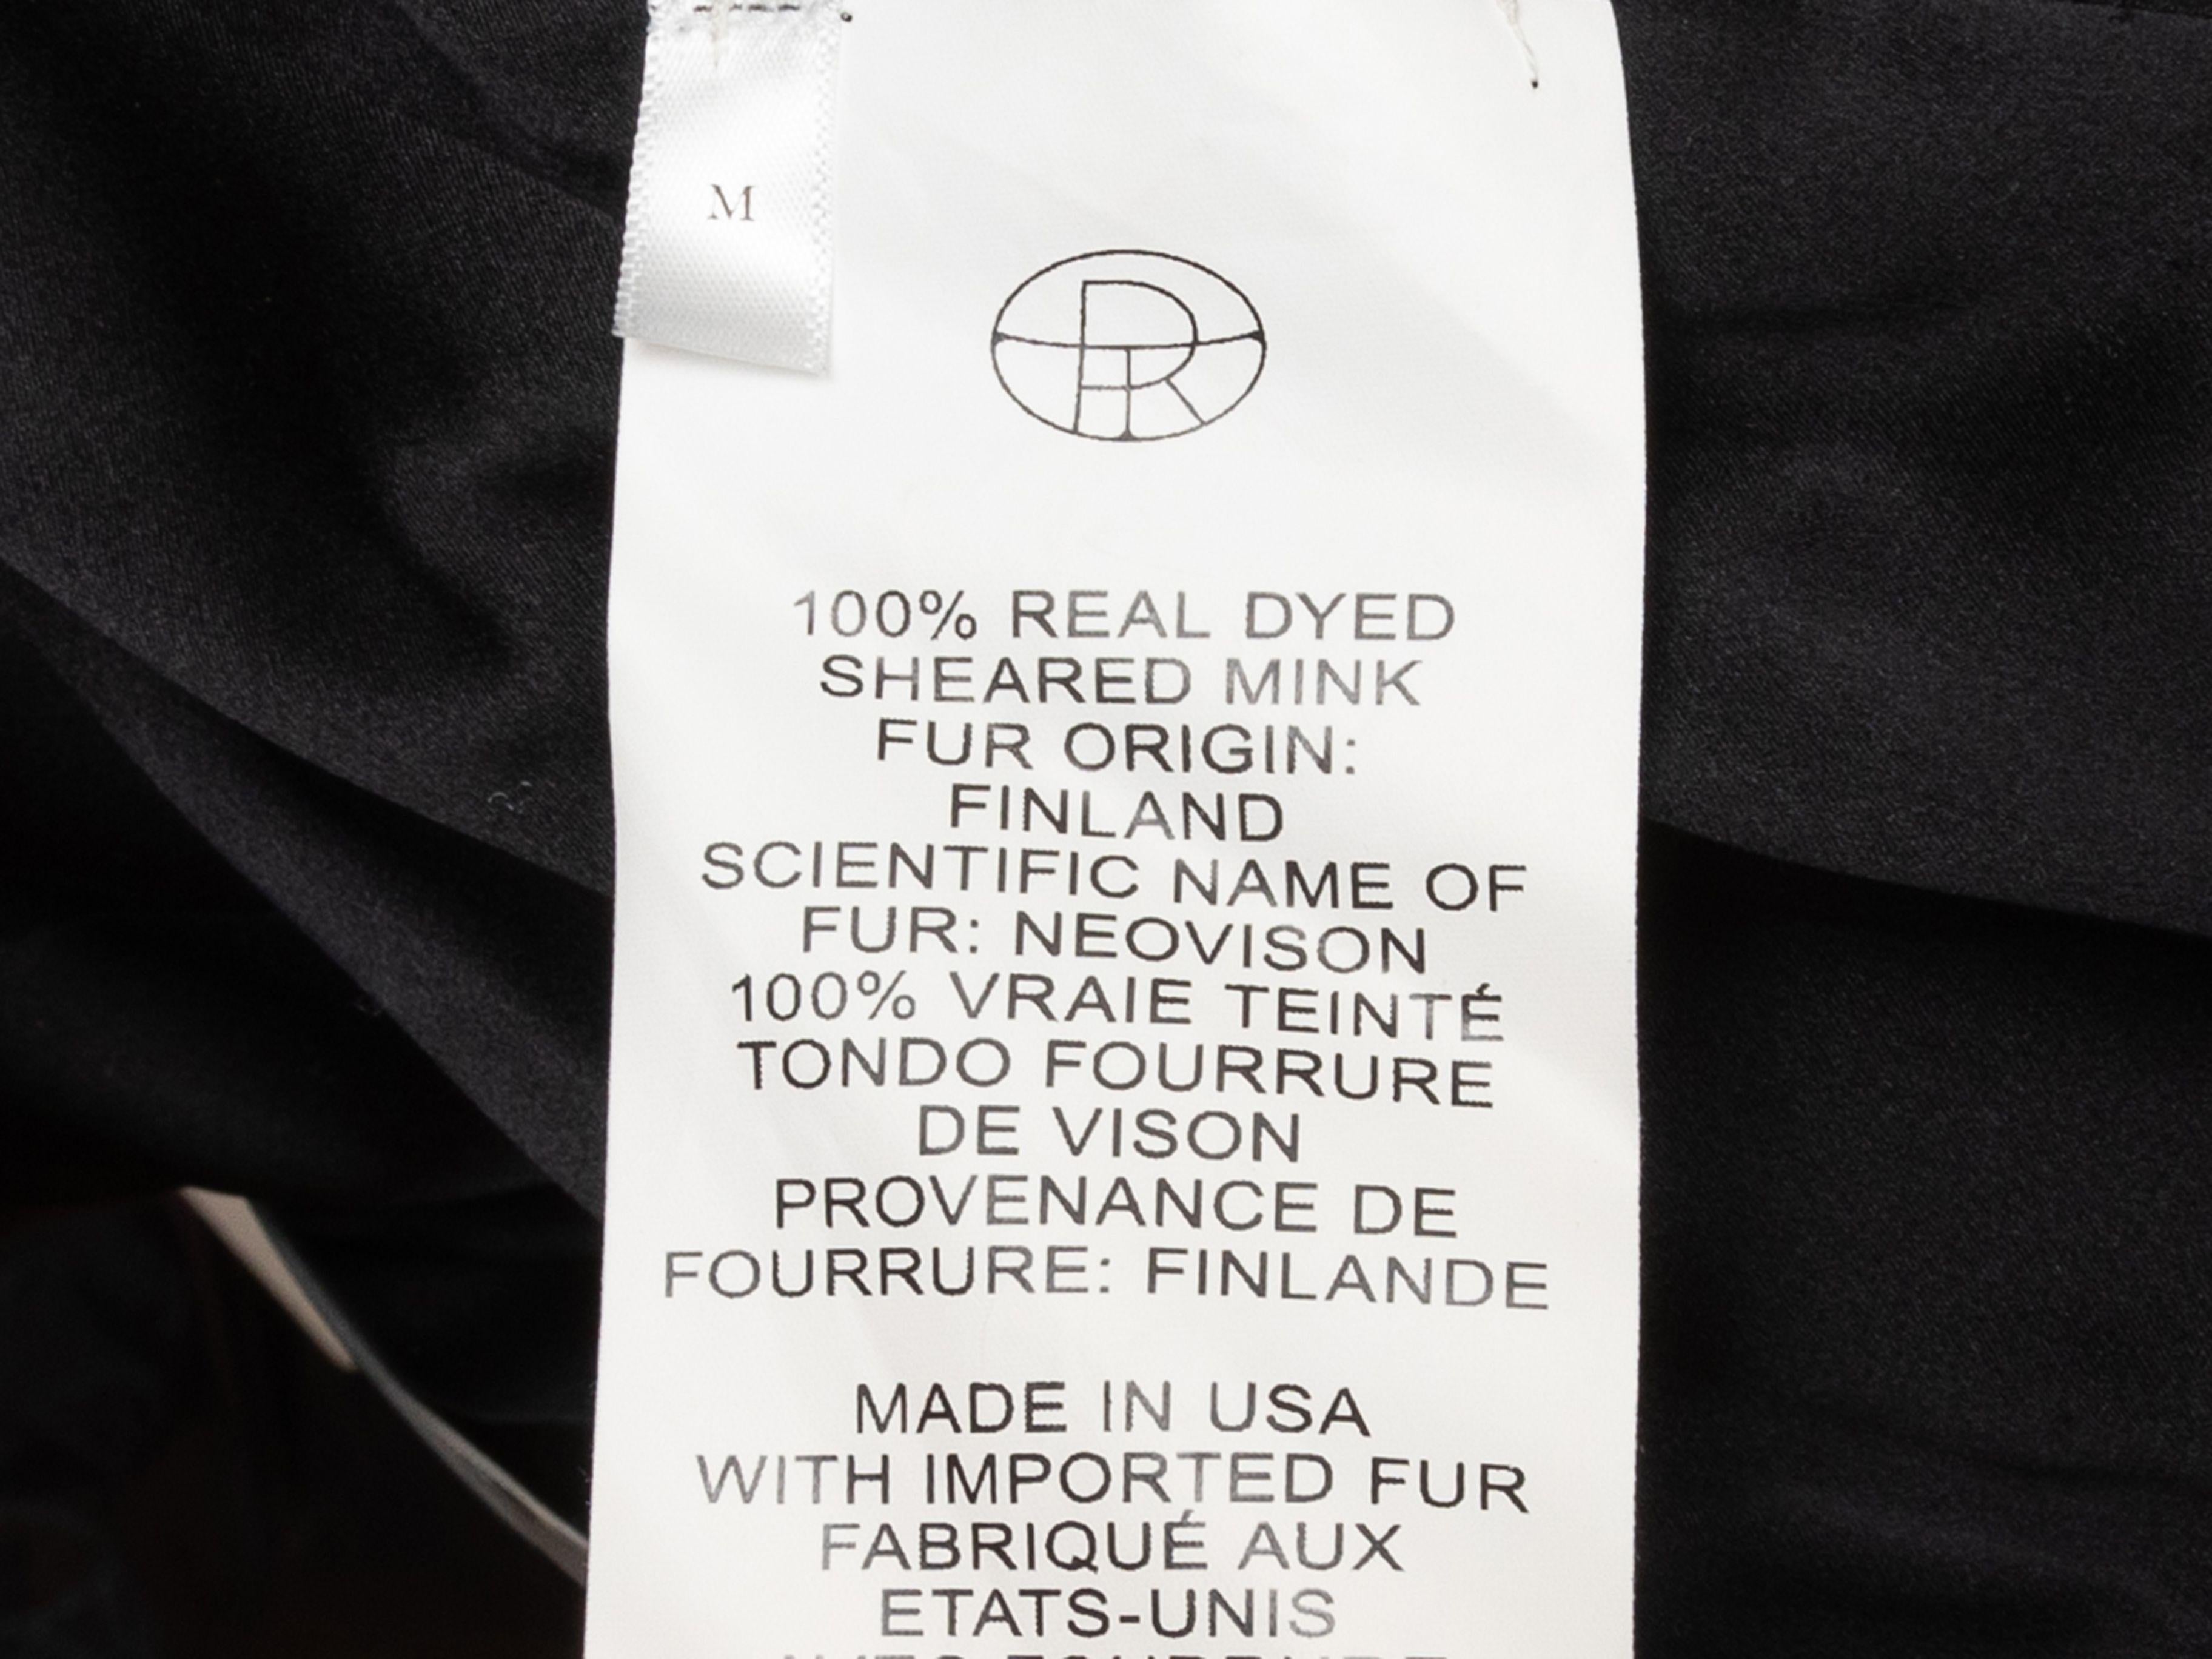 M
100% REAL DYED
SHEARED MINK
FUR ORIGIN:
FINLAND
SCIENTIFIC NAME OF
FUR: NEOVISON
100% VRAIE TEINTÉ
TONDO FOURRURE
DE VISON
PROVENANCE DE
FOURRURE: FINLANDE
MADE IN USA
WITH IMPORTED FUR
FABRIQUÉ AUX
ETATS-UNIS